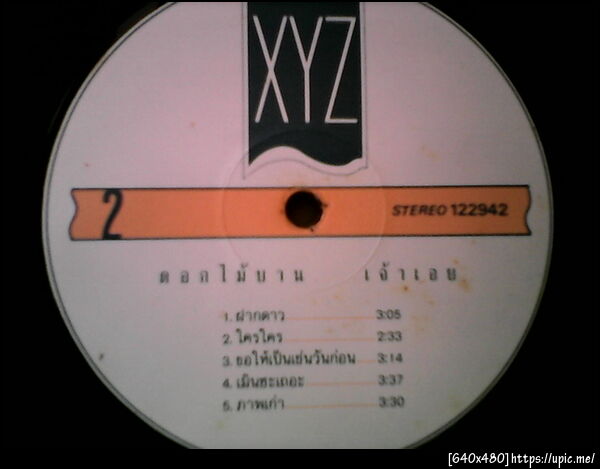 XYZ
2 STEREO 122942
ดอกไม้บาน เจ้าเอย
1. ฝากดาว 3:05
2. ใครใคร 2:33
3. ขอให้เป็นเช่นวันก่อน 3:14
4. เมินซะเถอะ 3:37
5. ภาพเก่า 3:30
[640x480]https://upic.me/